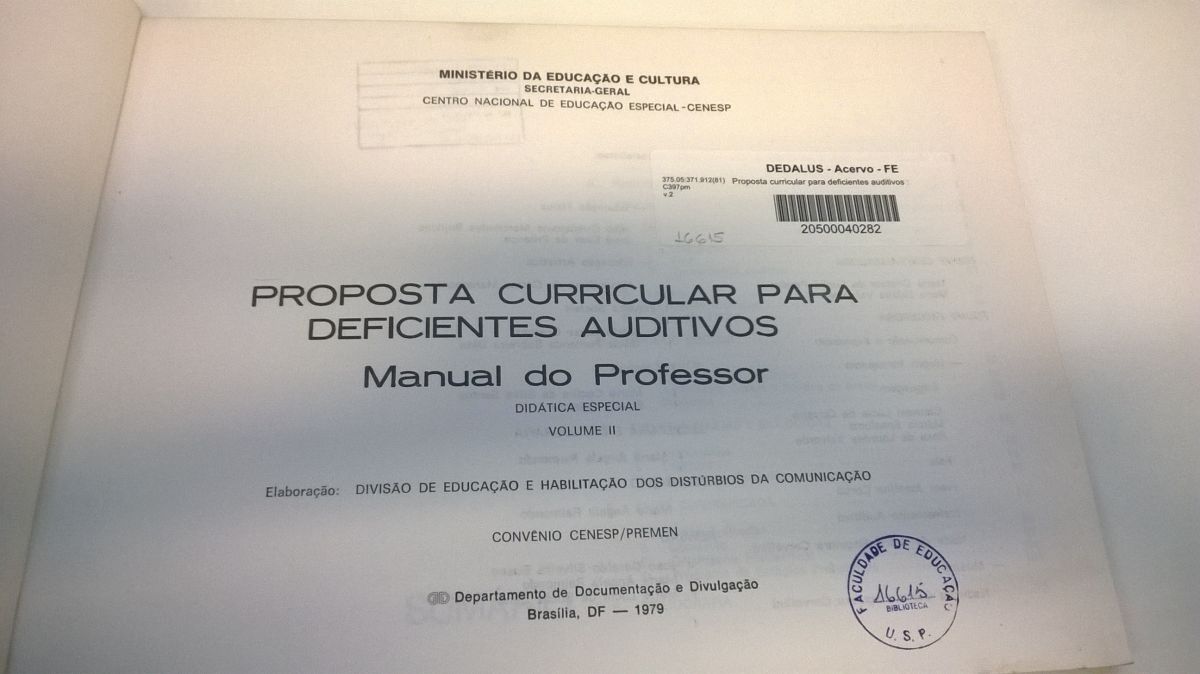 MINISTÉRIO DA EDUCAÇÃO E CULTURA
SECRETARIA-GERAL
CENTRO NACIONAL DE EDUCAÇÃO ESPECIAL-CENESP
DEDALUS - Acervo - FE
375.05:371.912(81) Proposta curricular para deficientes auditivos :
C397pm
v.2
20500040282
16615
PROPOSTA CURRICULAR PARA
DEFICIENTES AUDITIVOS
Manual do Professor
DIDÁTICA ESPECIAL
VOLUME II
Elaboração: DIVISÃO DE EDUCAÇÃO E HABILITAÇÃO DOS DISTÚRBIOS DA COMUNICAÇÃO
CONVÊNIO CENESP/PREMEN
Departamento de Documentação e Divulgação
Brasília, DF — 1979
FACULDADE DE EDUCAÇÃO
16615
BIBLIOTECA
U. S. P.